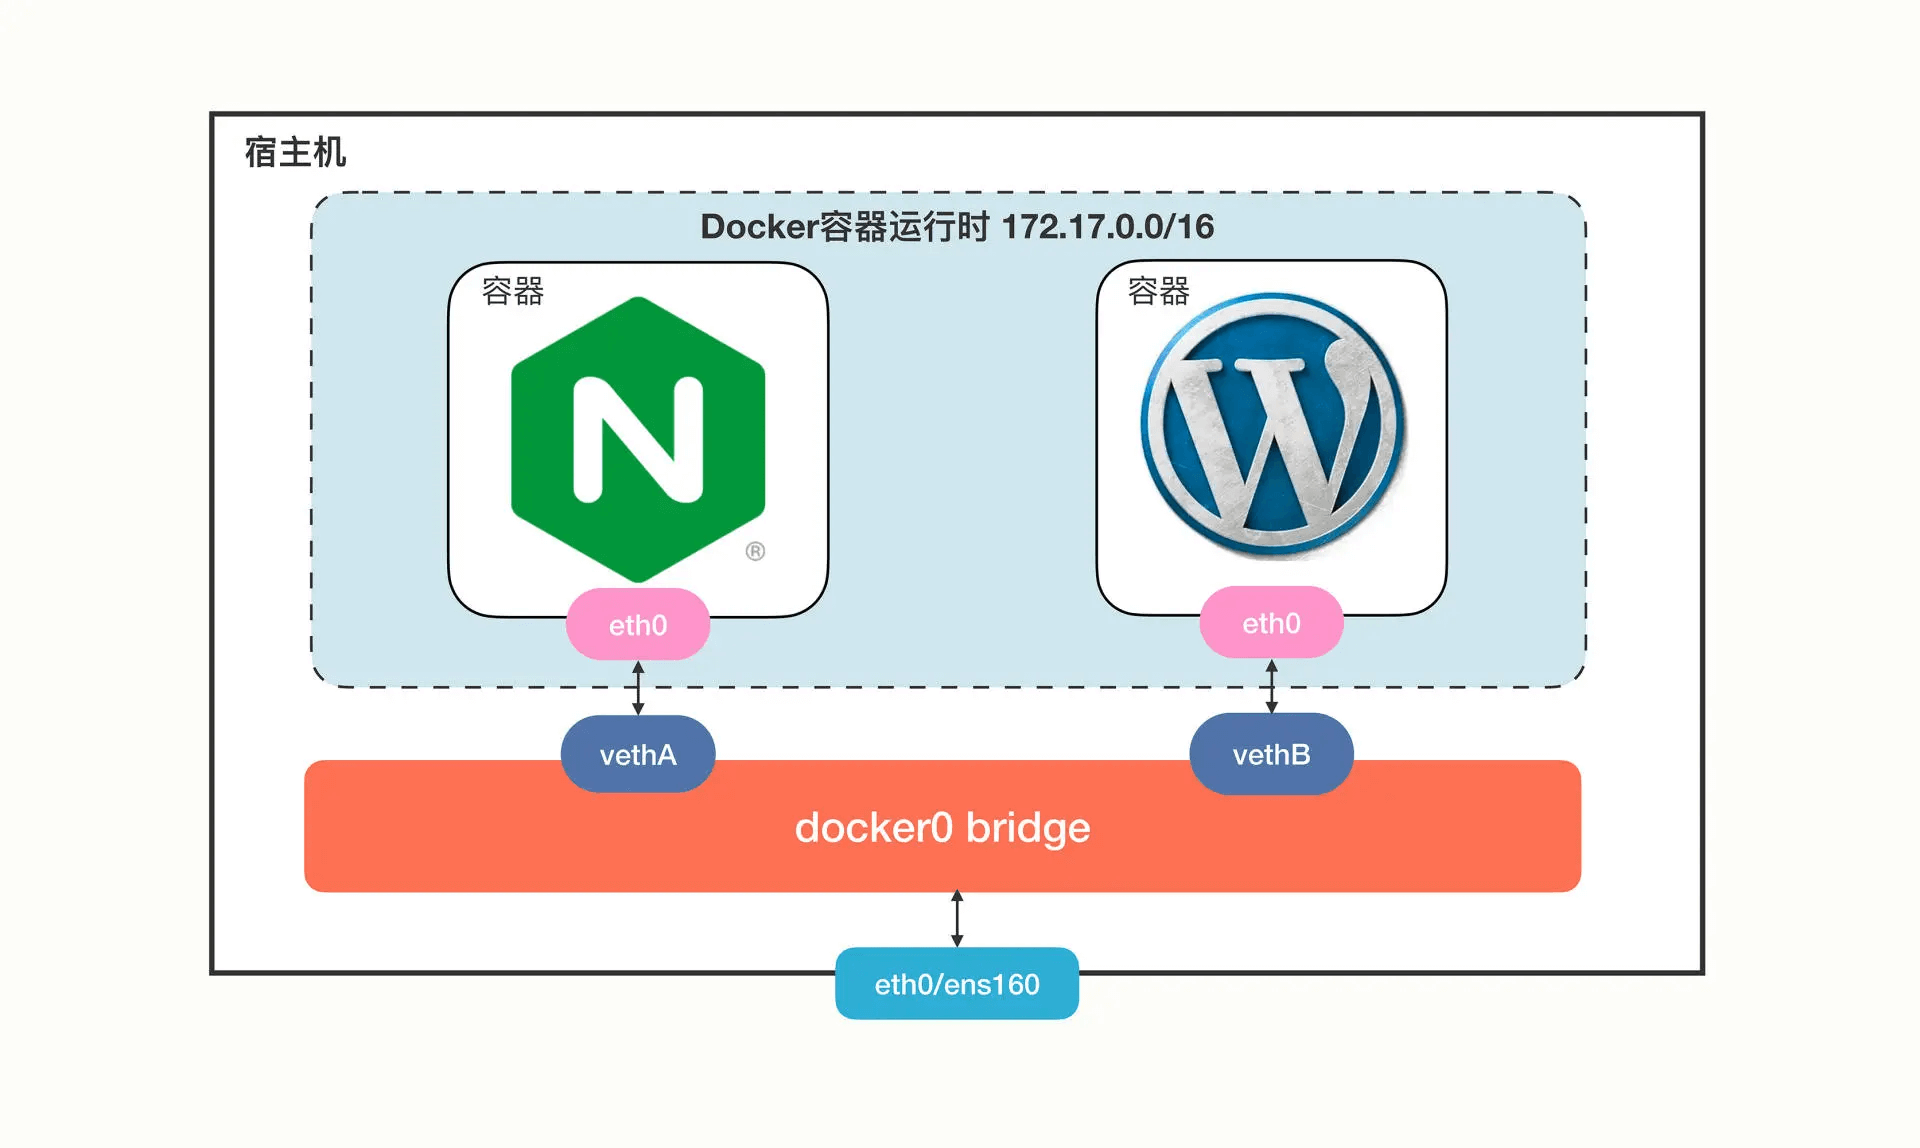 宿主机
Docker容器运行时 172.17.0.0/16
容器
容器
N
®
W
eth0
eth0
vethA
vethB
docker0 bridge
eth0/ens160